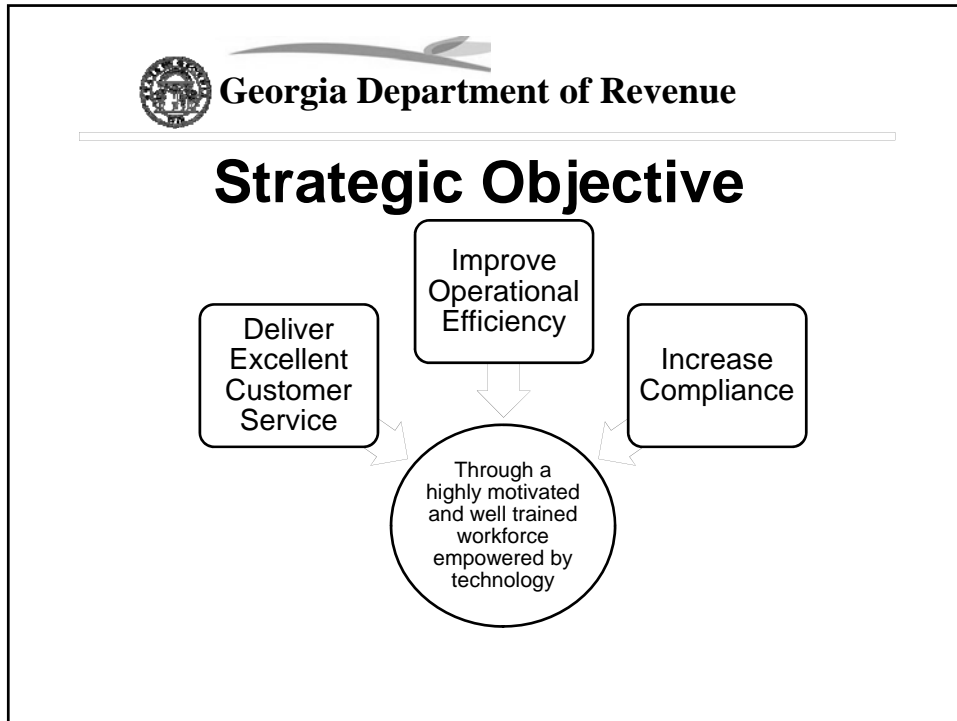 Georgia Department of Revenue
Strategic Objective
Improve
Operational
Efficiency
Deliver
Excellent
Customer
Service
Increase
Compliance
Through a
highly motivated
and well trained
workforce
empowered by
technology